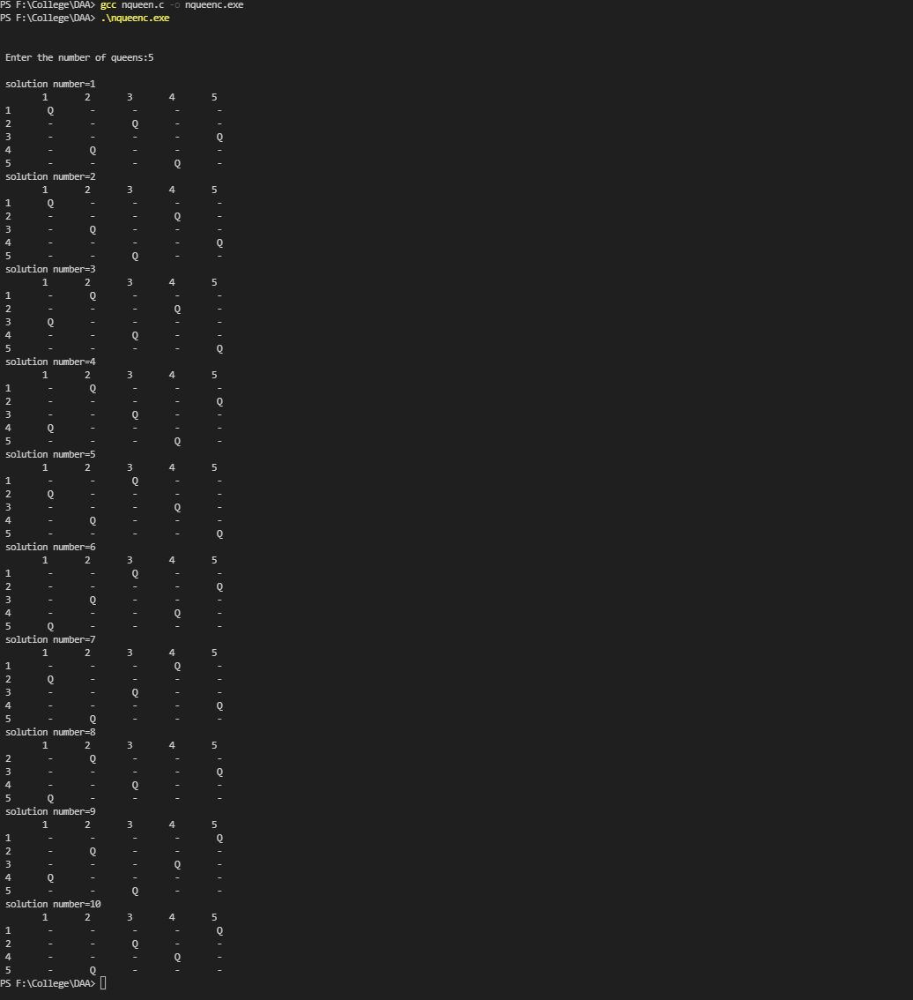 PS F:\College\DAA> gcc nqueen.c -o nqueenc.exe
PS F:\College\DAA> .\nqueenc.exe
Enter the number of queens:5
solution number=1
1 2 3 4 5
1 Q - - - -
2 - - Q - -
3 - - - - Q
4 - Q - - -
5 - - - Q -
solution number=2
1 2 3 4 5
1 Q - - - -
2 - - - Q -
3 - Q - - -
4 - - - - Q
5 - - Q - -
solution number=3
1 2 3 4 5
1 - Q - - -
2 - - - Q -
3 Q - - - -
4 - - Q - -
5 - - - - Q
solution number=4
1 2 3 4 5
1 - Q - - -
2 - - - - Q
3 - - Q - -
4 Q - - - -
5 - - - Q -
solution number=5
1 2 3 4 5
1 - - Q - -
2 Q - - - -
3 - - - Q -
4 - Q - - -
5 - - - - Q
solution number=6
1 2 3 4 5
1 - - Q - -
2 - - - - Q
3 - Q - - -
4 - - - Q -
5 Q - - - -
solution number=7
1 2 3 4 5
1 - - - Q -
2 Q - - - -
3 - - Q - -
4 - - - - Q
5 - Q - - -
solution number=8
1 2 3 4 5
2 - Q - - -
3 - - - - Q
4 - - Q - -
5 Q - - - -
solution number=9
1 2 3 4 5
1 - - - - Q
2 - Q - - -
3 - - - Q -
4 Q - - - -
5 - - Q - -
solution number=10
1 2 3 4 5
1 - - - - Q
2 - - Q - -
4 - - - Q -
5 - Q - - -
PS F:\College\DAA>